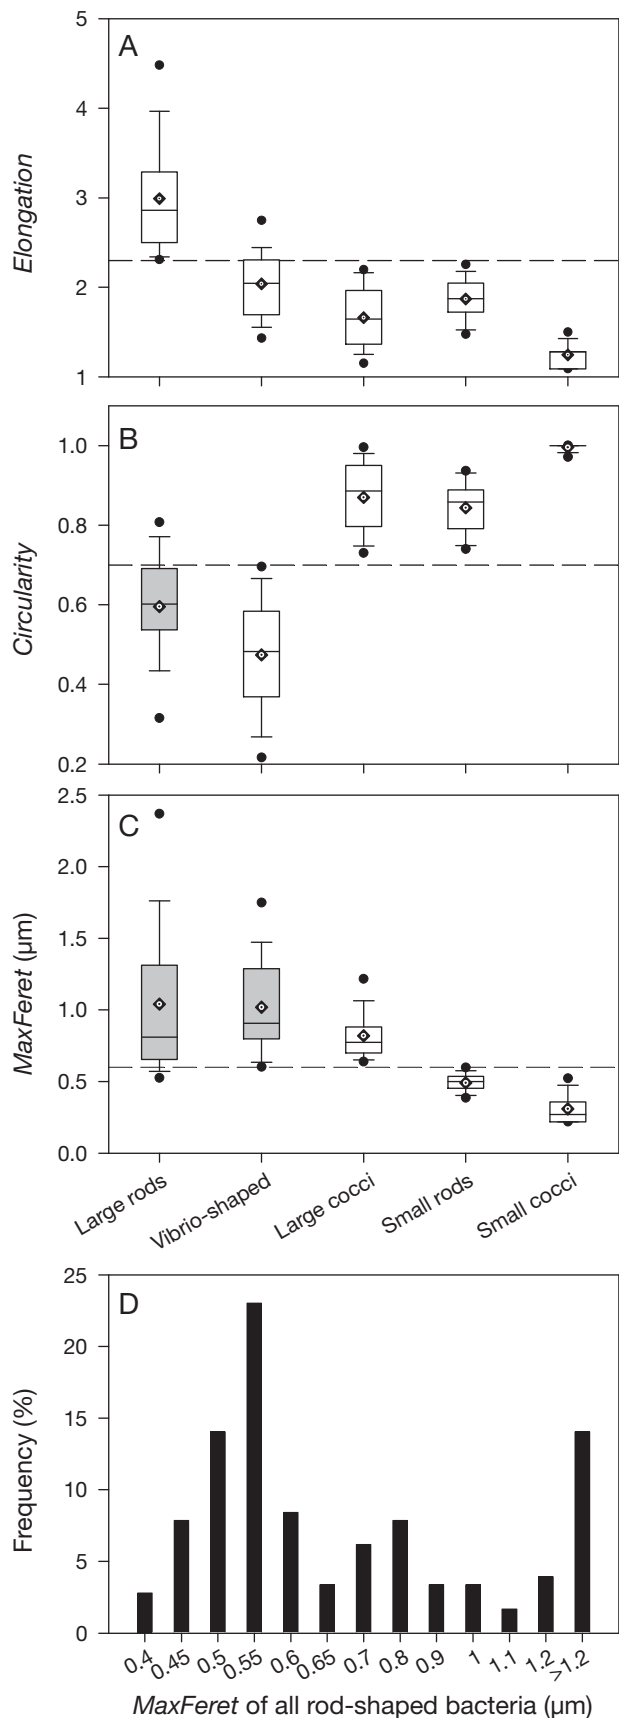 A
5
4
3
2
1
Elongation
B
1.0
0.8
0.6
0.4
0.2
Circularity
C
2.5
2.0
1.5
1.0
0.5
0.0
MaxFeret (µm)
Large rods
Vibrio-shaped
Large cocci
Small rods
Small cocci
D
25
20
15
10
5
0
Frequency (%)
0.4
0.45
0.5
0.55
0.6
0.65
0.7
0.8
0.9
1
1.1
1.2
>1.2
MaxFeret of all rod-shaped bacteria (µm)